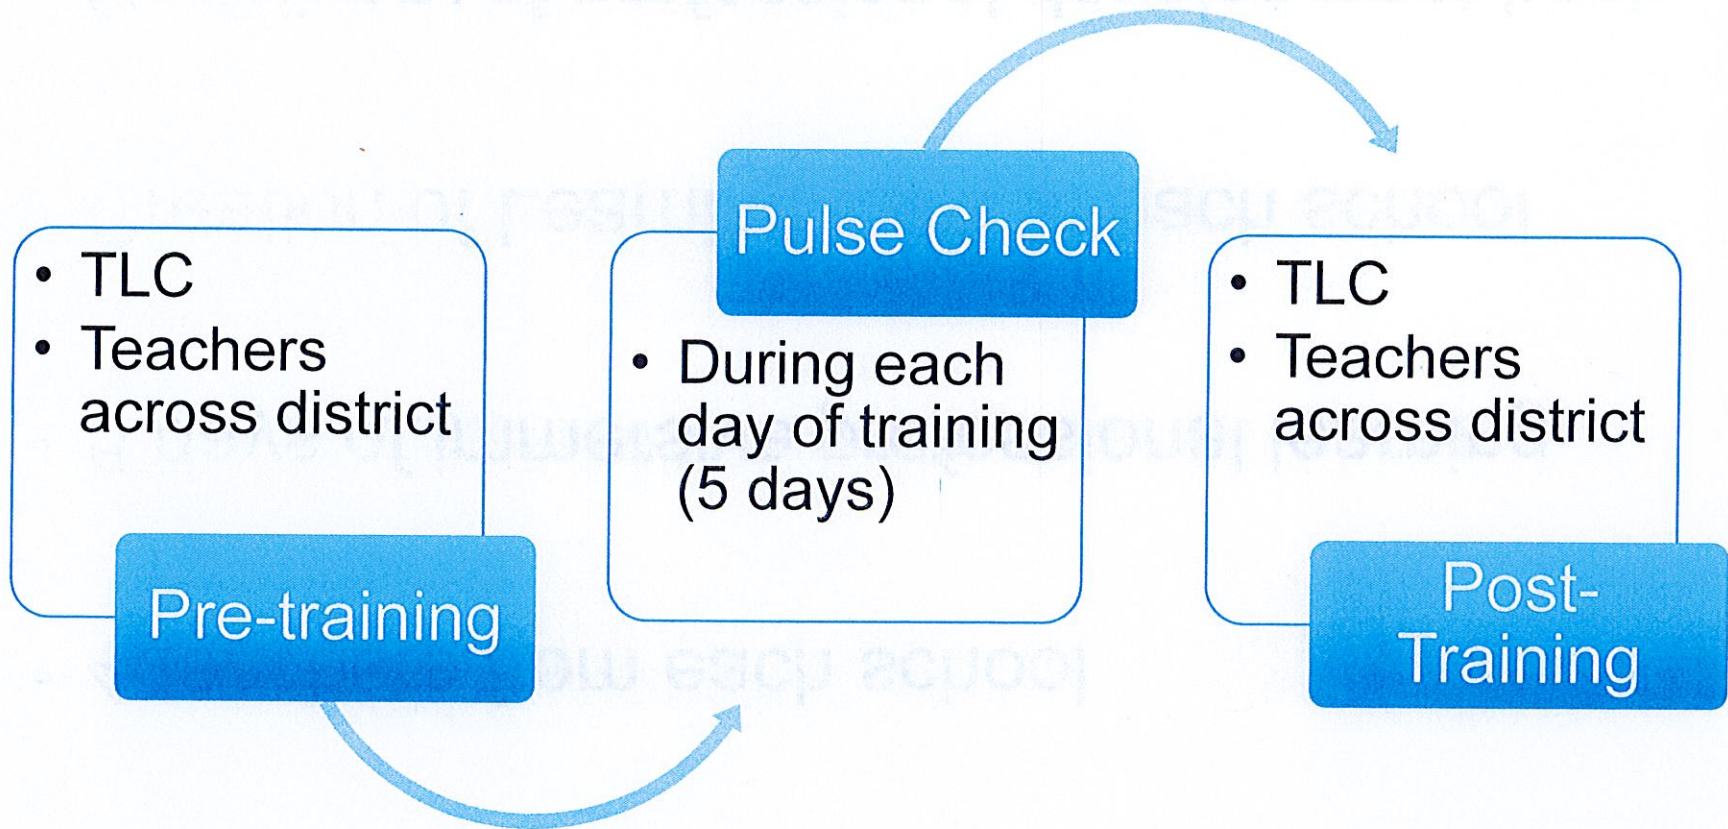 • TLC
• Teachers
across district
Pre-training
Pulse Check
• During each
day of training
(5 days)
• TLC
• Teachers
across district
Post-
Training